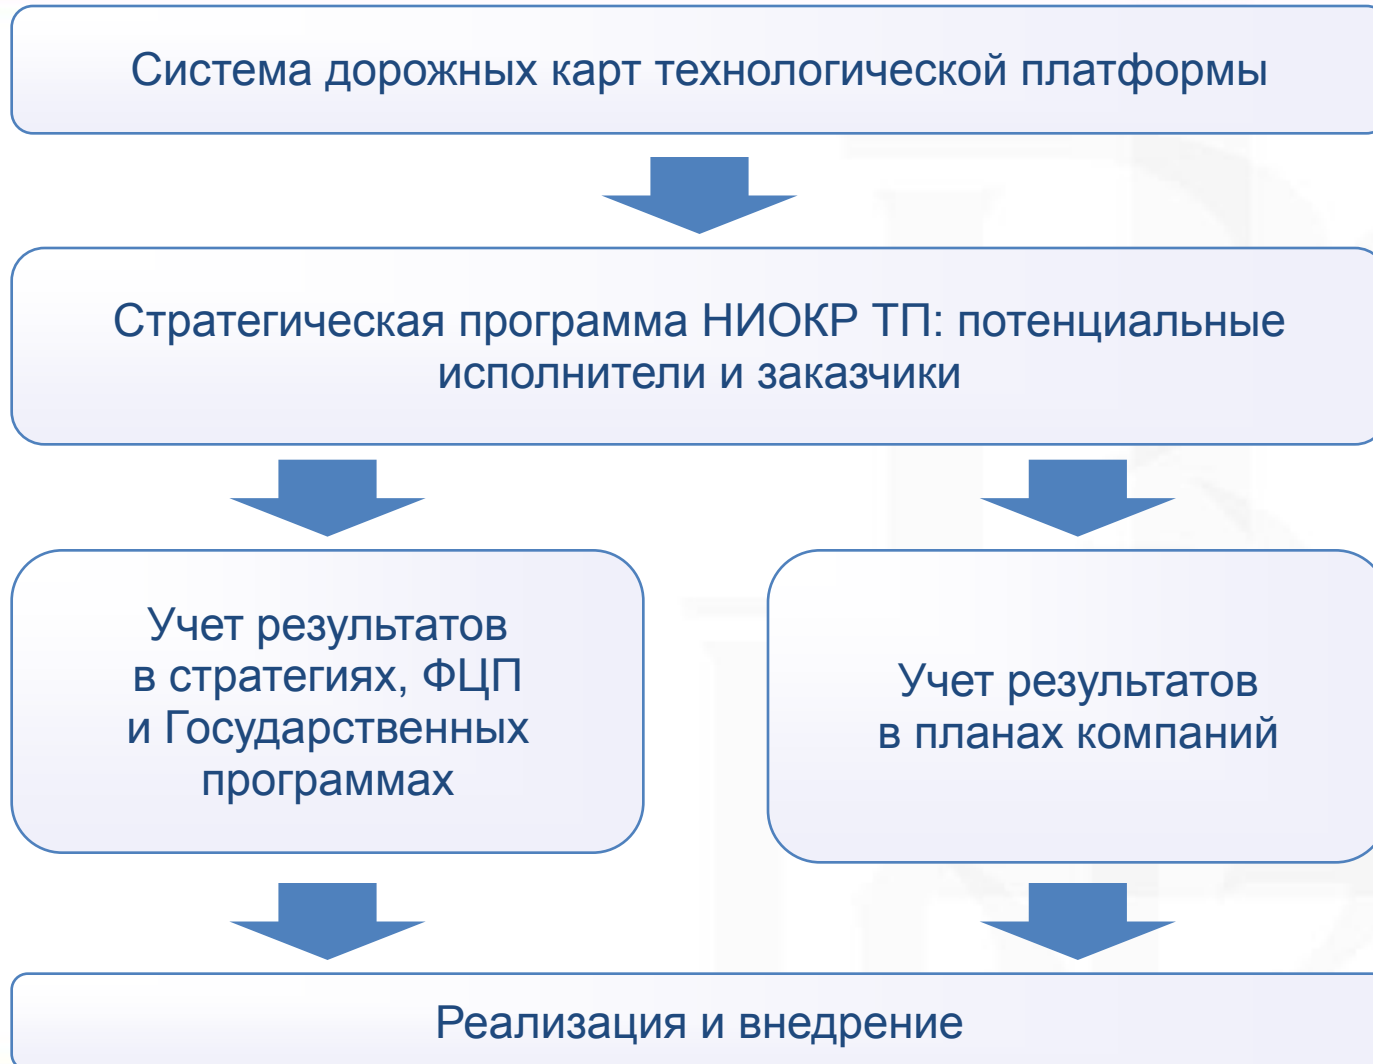 Система дорожных карт технологической платформы
Стратегическая программа НИОКР ТП: потенциальные
исполнители и заказчики
Учет результатов
в стратегиях, ФЦП
и Государственных
программах
Учет результатов
в планах компаний
Реализация и внедрение